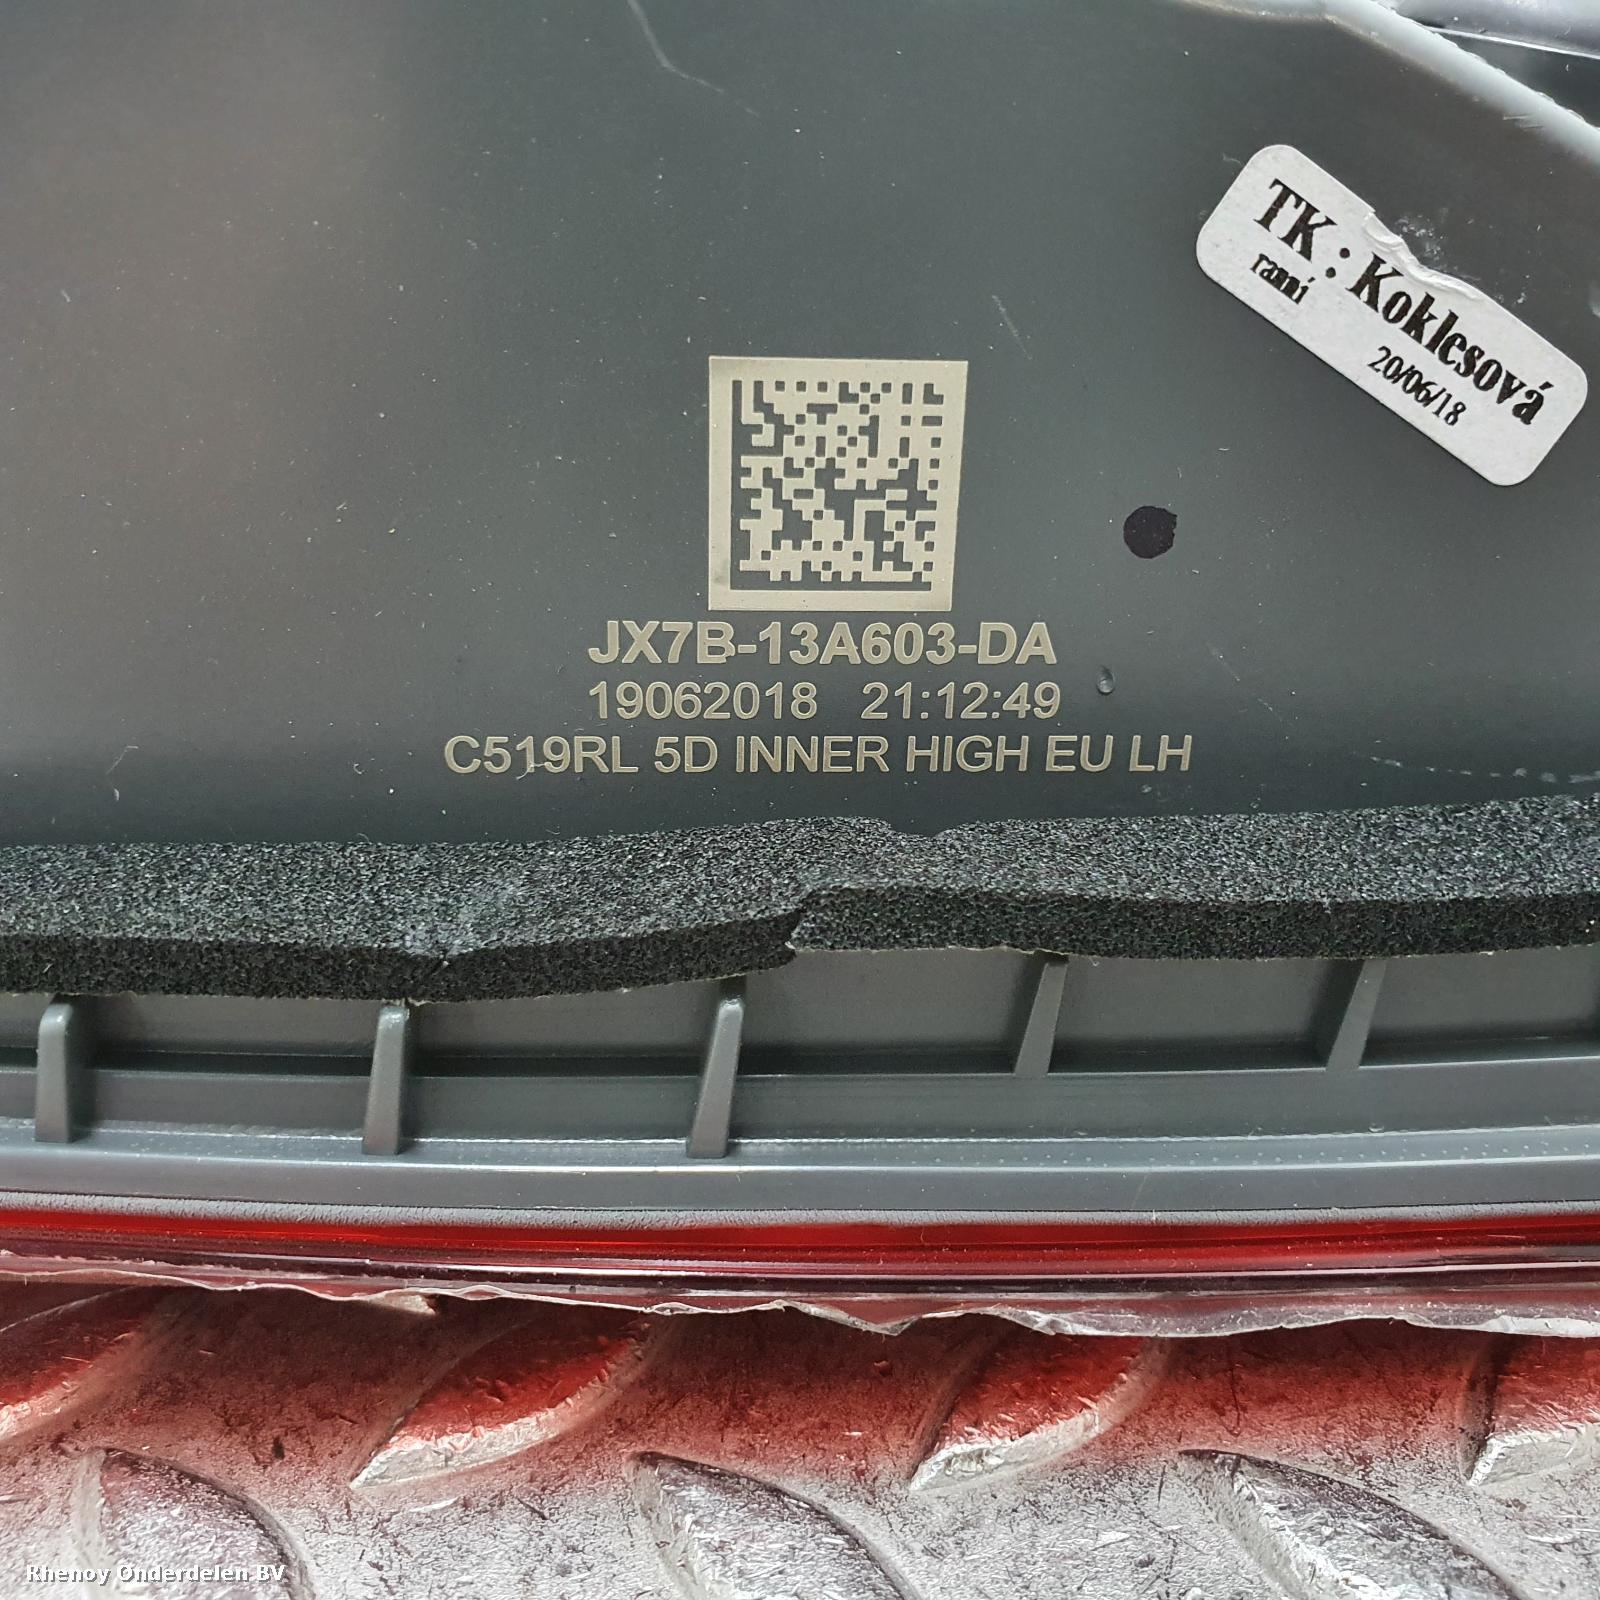 TK: Koklesová
ranní
20/06/18
JX7B-13A603-DA
19062018 21:12:49
C519RL 5D INNER HIGH EU LH
Rhenoy Onderdelen BV